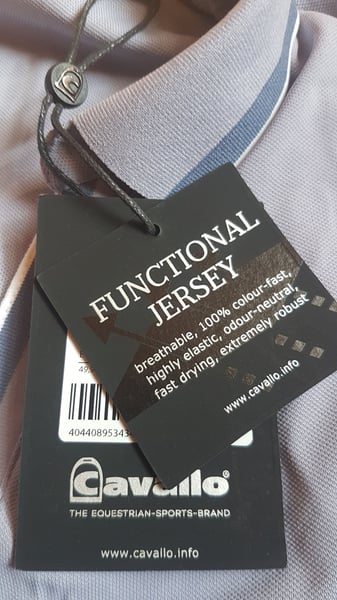 FUNCTIONAL
JERSEY
breathable, 100% colour-fast,
highly elastic, odour-neutral,
fast drying, extremely robust
www.cavallo.info
Cavallo®
THE EQUESTRIAN-SPORTS-BRAND
www.cavallo.info